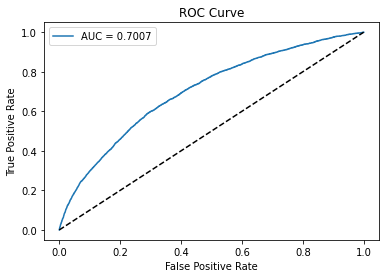 ROC Curve
AUC = 0.7007
True Positive Rate
1.0
0.8
0.6
0.4
0.2
0.0
0.0 0.2 0.4 0.6 0.8 1.0
False Positive Rate